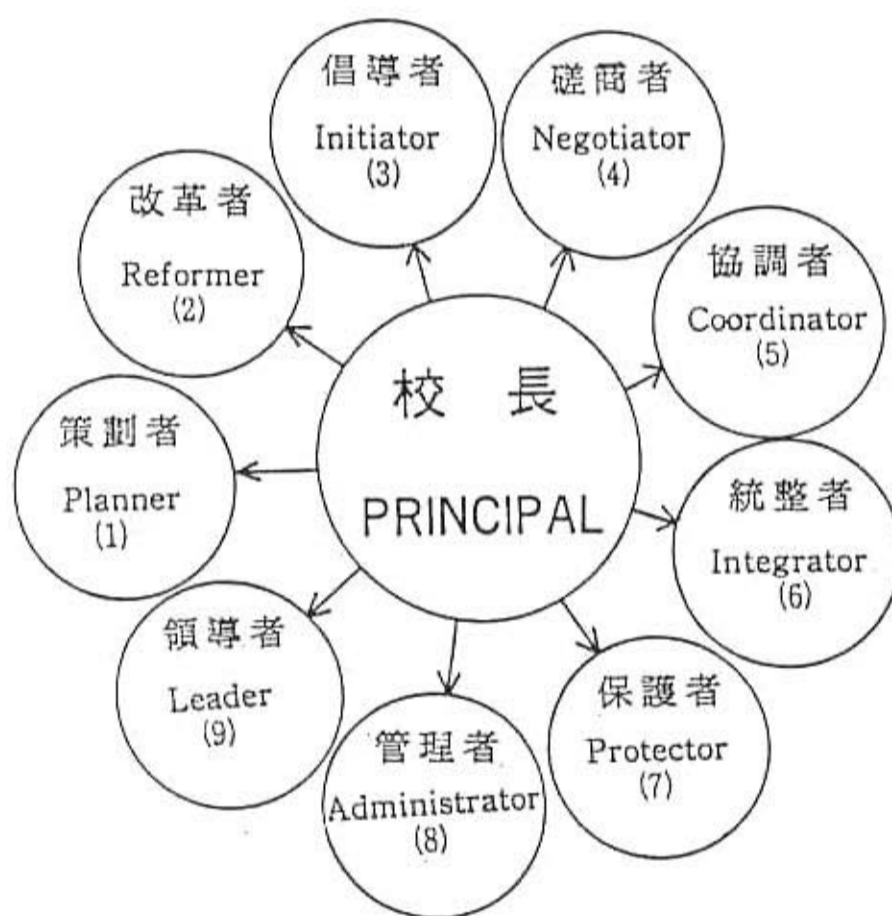 校長
PRINCIPAL
策劃者
Planner
(1)
改革者
Reformer
(2)
倡導者
Initiator
(3)
磋商者
Negotiator
(4)
協調者
Coordinator
(5)
統整者
Integrator
(6)
保護者
Protector
(7)
管理者
Administrator
(8)
領導者
Leader
(9)